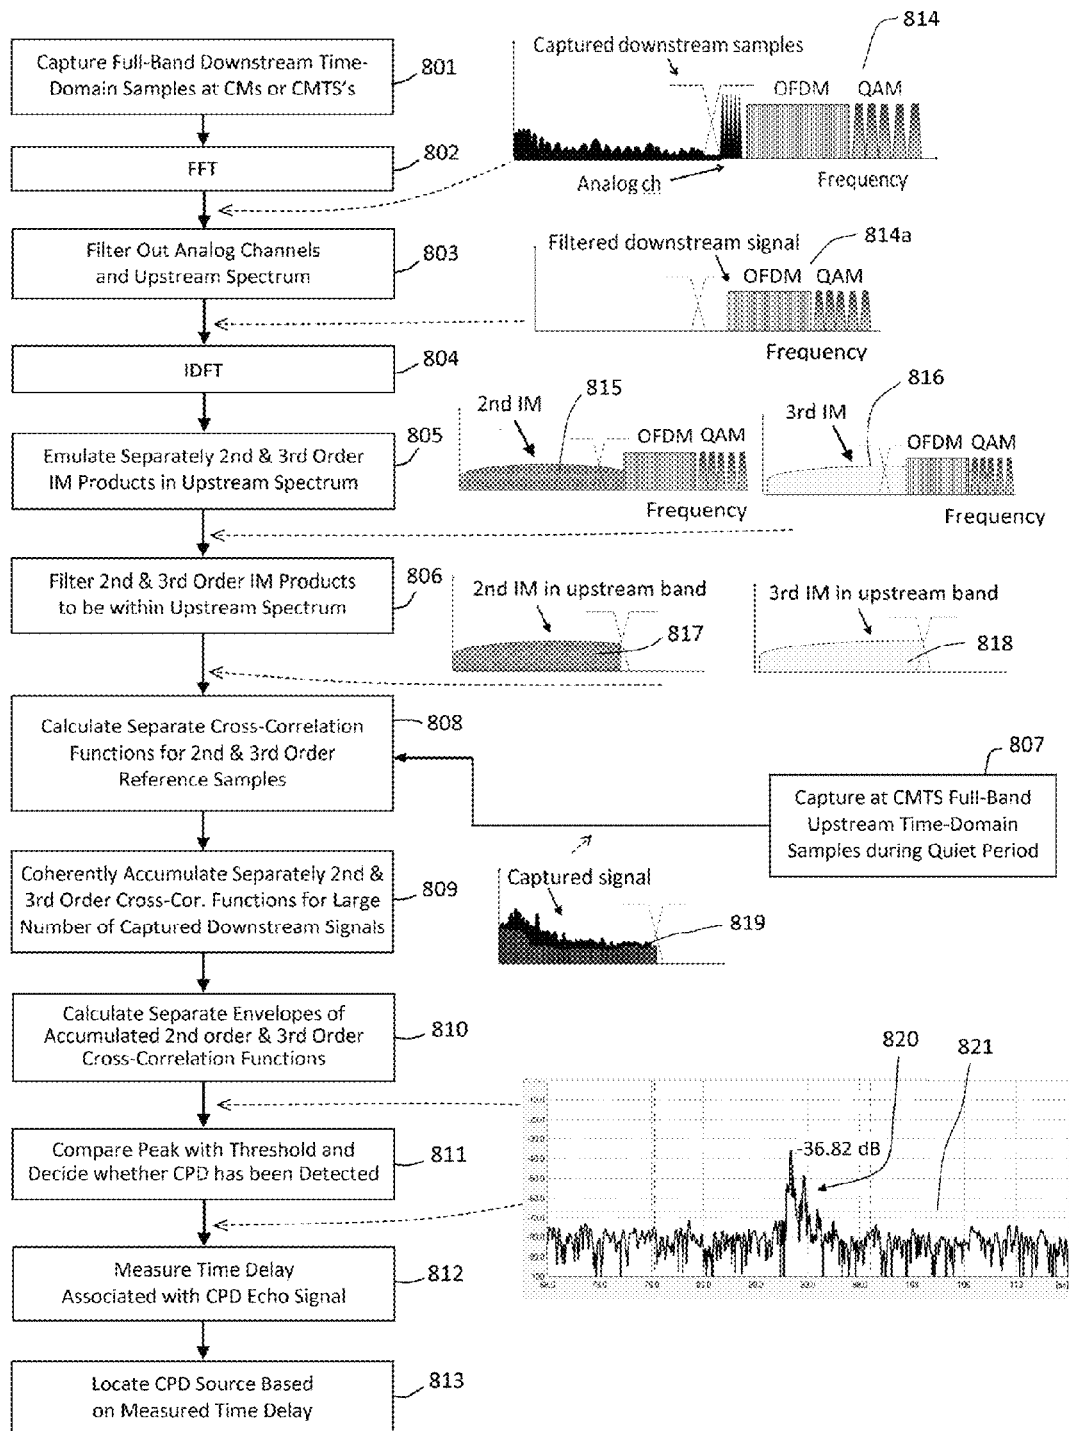 814
Captured downstream samples
OFDM
QAM
Analog ch
Frequency
Capture Full-Band Downstream Time-
Domain Samples at CMs or CMTS's
801
FFT
802
Filter Out Analog Channels
and Upstream Spectrum
803
Filtered downstream signal
814a
OFDM
QAM
Frequency
IDFT
804
2nd IM
815
OFDM
QAM
Frequency
3rd IM
816
OFDM
QAM
Frequency
Emulate Separately 2nd & 3rd Order
IM Products in Upstream Spectrum
805
Filter 2nd & 3rd Order IM Products
to be within Upstream Spectrum
806
2nd IM in upstream band
817
3rd IM in upstream band
818
Calculate Separate Cross-Correlation
Functions for 2nd & 3rd Order
Reference Samples
808
807
Capture at CMTS Full-Band
Upstream Time-Domain
Samples during Quiet Period
Coherently Accumulate Separately 2nd &
3rd Order Cross-Cor. Functions for Large
Number of Captured Downstream Signals
809
Captured signal
819
Calculate Separate Envelopes of
Accumulated 2nd order & 3rd Order
Cross-Correlation Functions
810
820
821
-36.82 dB
Compare Peak with Threshold and
Decide whether CPD has been Detected
811
Measure Time Delay
Associated with CPD Echo Signal
812
Locate CPD Source Based
on Measured Time Delay
813